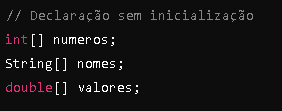 // Declaração sem inicialização
int[] numeros;
String[] nomes;
double[] valores;